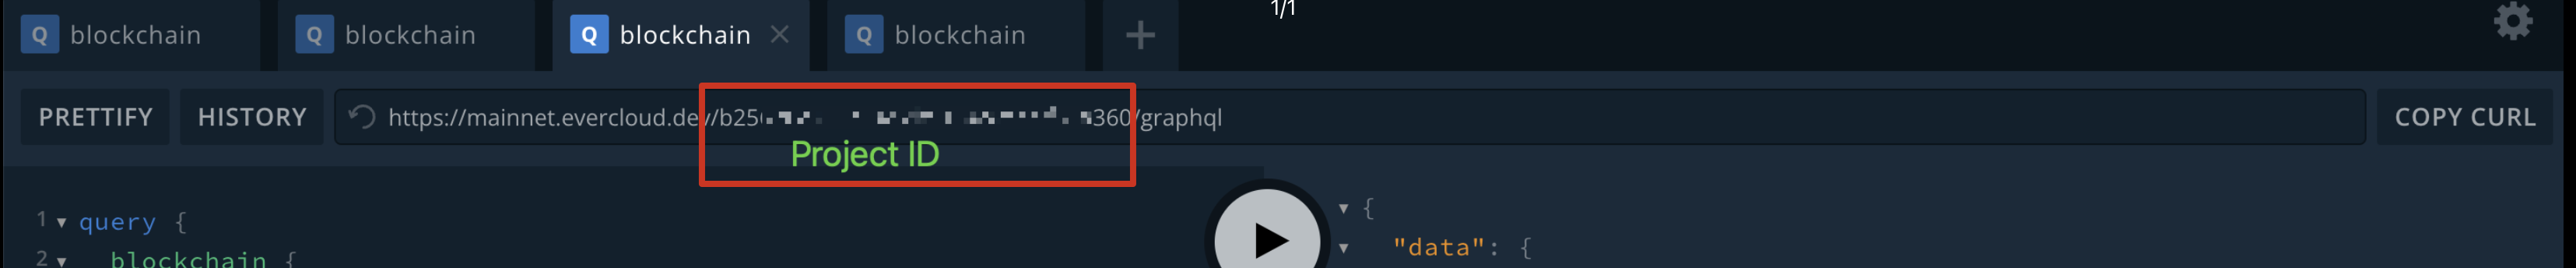 1/1
Q blockchain Q blockchain Q blockchain × Q blockchain +
PRETTIFY HISTORY https://mainnet.evercloud.dev/b25 360/graphql COPY CURL
Project ID
1 query {
2 blockchain {
{
"data": {